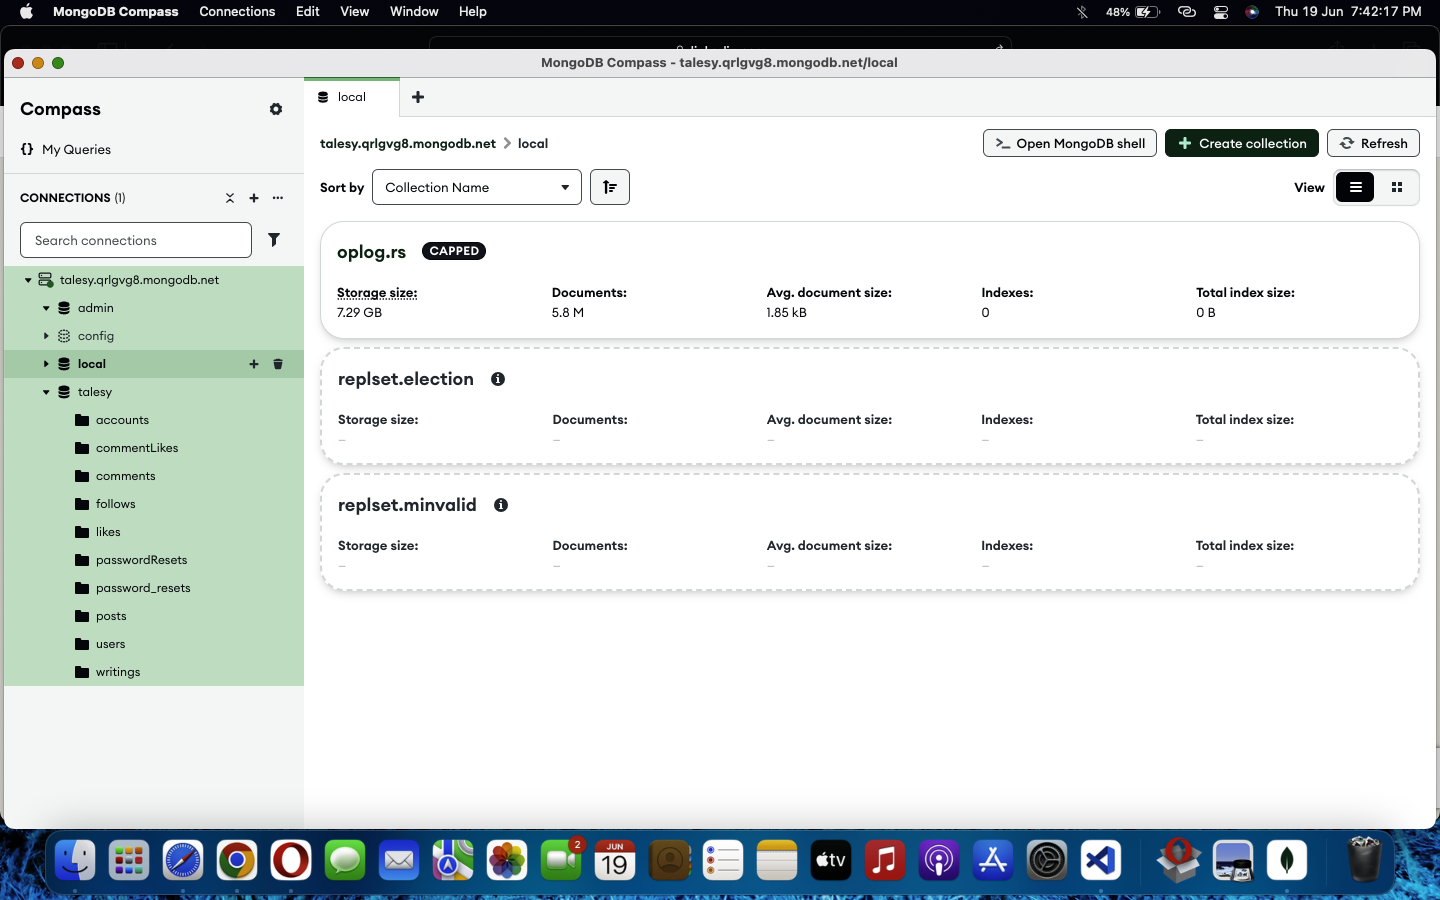 MongoDB Compass Connections Edit View Window Help 48% Thu 19 Jun 7:42:17 PM
MongoDB Compass - talesy.qrlgvg8.mongodb.net/local
Compass
{} My Queries
CONNECTIONS (1)
Search connections
talesy.qrlgvg8.mongodb.net
admin
config
local
talesy
accounts
commentLikes
comments
follows
likes
passwordResets
password_resets
posts
users
writings
local
talesy.qrlgvg8.mongodb.net > local
>_ Open MongoDB shell
+ Create collection
Refresh
Sort by Collection Name
View
oplog.rs CAPPED
Storage size: Documents: Avg. document size: Indexes: Total index size:
7.29 GB 5.8 M 1.85 kB 0 0 B
replset.election
Storage size: Documents: Avg. document size: Indexes: Total index size:
– – – – –
replset.minvalid
Storage size: Documents: Avg. document size: Indexes: Total index size:
– – – – –
2
JUN
19
tv